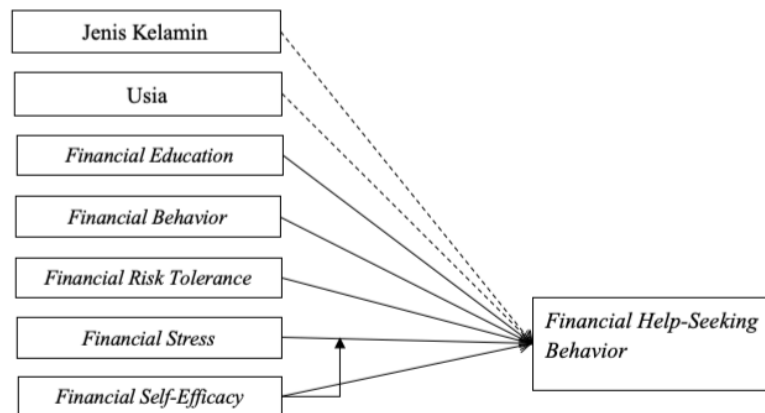 Jenis Kelamin
Usia
Financial Education
Financial Behavior
Financial Risk Tolerance
Financial Stress
Financial Self-Efficacy
Financial Help-Seeking
Behavior